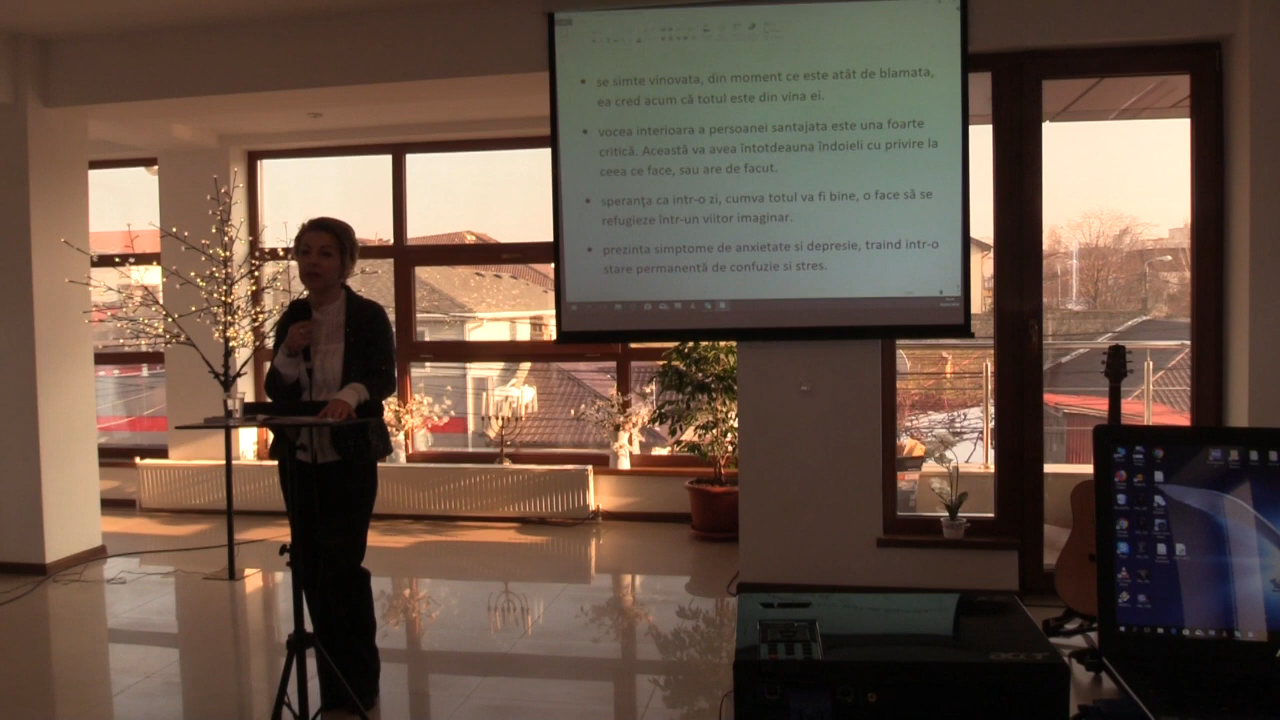 • se simte vinovata, din moment ce este atât de blamata,
ea cred acum că totul este din vina ei.
• vocea interioara a persoanei santajata este una foarte
critică. Această va avea întotdeauna îndoieli cu privire la
ceea ce face, sau are de facut.
• speranța ca intr-o zi, cumva totul va fi bine, o face să se
refugieze într-un viitor imaginar.
• prezinta simptome de anxietate si depresie, traind intr-o
stare permanentă de confuzie si stres.
acer